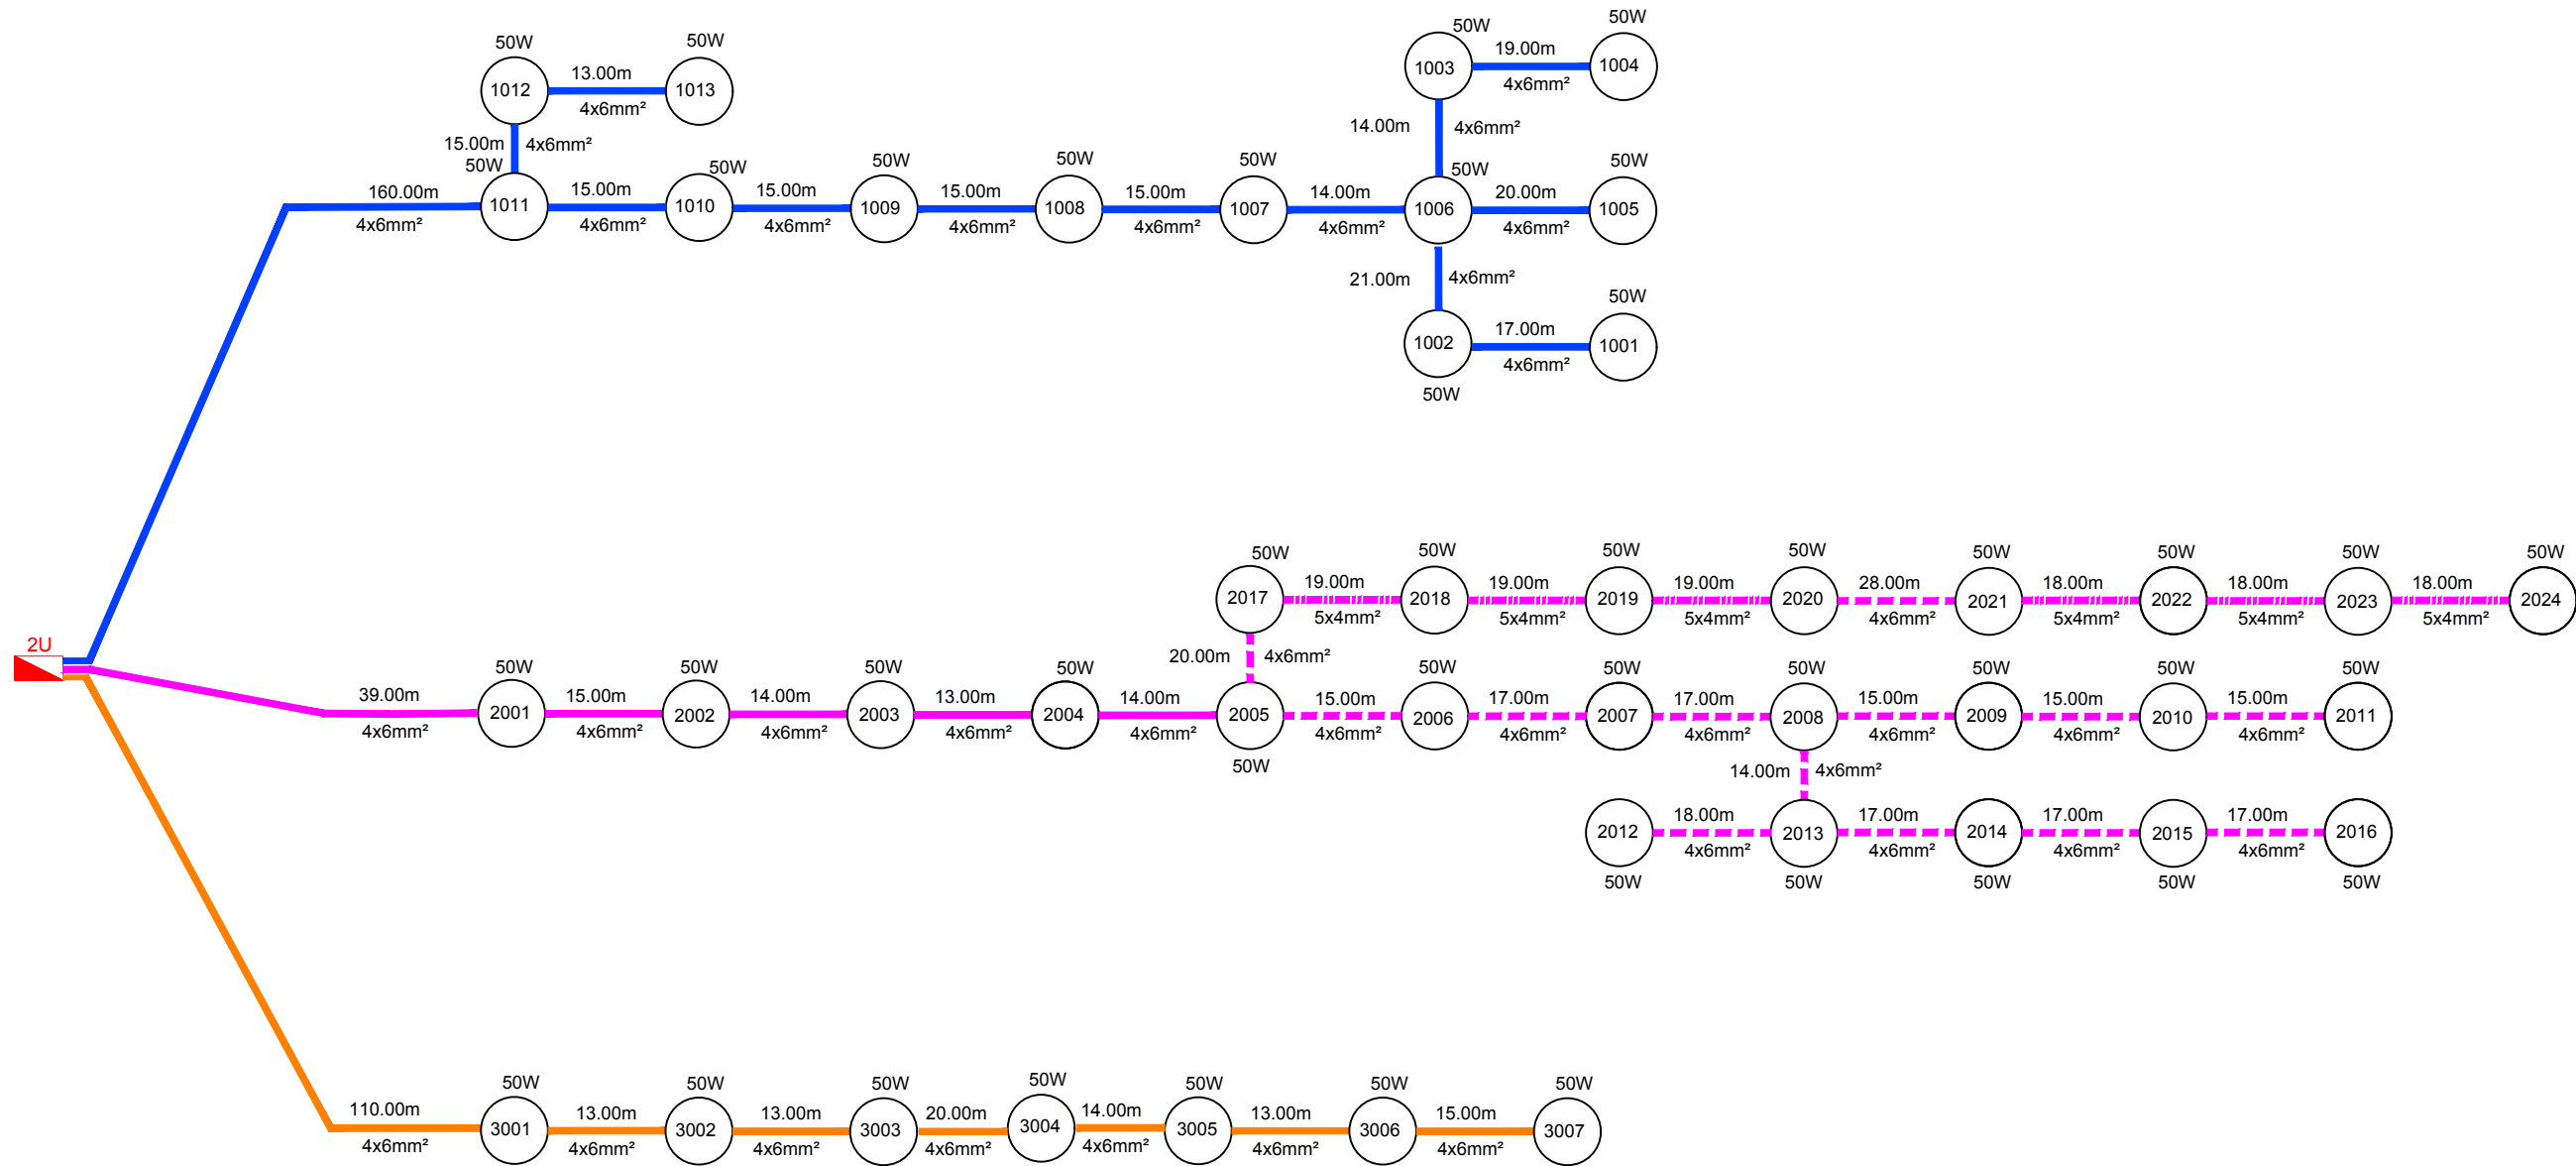 50W
19.00m
50W
1003
1004
4x6mm²
50W
13.00m
50W
1012
1013
4x6mm²
14.00m
4x6mm²
15.00m
4x6mm²
50W
160.00m
1011
4x6mm²
15.00m
4x6mm²
50W
1010
15.00m
4x6mm²
50W
1009
15.00m
4x6mm²
50W
1008
15.00m
4x6mm²
50W
1007
14.00m
4x6mm²
50W
1006
20.00m
4x6mm²
50W
1005
21.00m
4x6mm²
1002
50W
17.00m
4x6mm²
50W
1001
2U
50W
2017
19.00m
5x4mm²
50W
2018
19.00m
5x4mm²
50W
2019
19.00m
5x4mm²
50W
2020
28.00m
4x6mm²
50W
2021
18.00m
5x4mm²
50W
2022
18.00m
5x4mm²
50W
2023
18.00m
5x4mm²
50W
2024
20.00m
4x6mm²
39.00m
4x6mm²
50W
2001
15.00m
4x6mm²
50W
2002
14.00m
4x6mm²
50W
2003
13.00m
4x6mm²
50W
2004
14.00m
4x6mm²
2005
50W
15.00m
4x6mm²
50W
2006
17.00m
4x6mm²
50W
2007
17.00m
4x6mm²
50W
2008
15.00m
4x6mm²
50W
2009
15.00m
4x6mm²
50W
2010
15.00m
4x6mm²
50W
2011
14.00m
4x6mm²
2012
50W
18.00m
4x6mm²
2013
50W
17.00m
4x6mm²
2014
50W
17.00m
4x6mm²
2015
50W
17.00m
4x6mm²
2016
50W
110.00m
4x6mm²
50W
3001
13.00m
4x6mm²
50W
3002
13.00m
4x6mm²
50W
3003
20.00m
4x6mm²
50W
3004
14.00m
4x6mm²
50W
3005
13.00m
4x6mm²
50W
3006
15.00m
4x6mm²
50W
3007